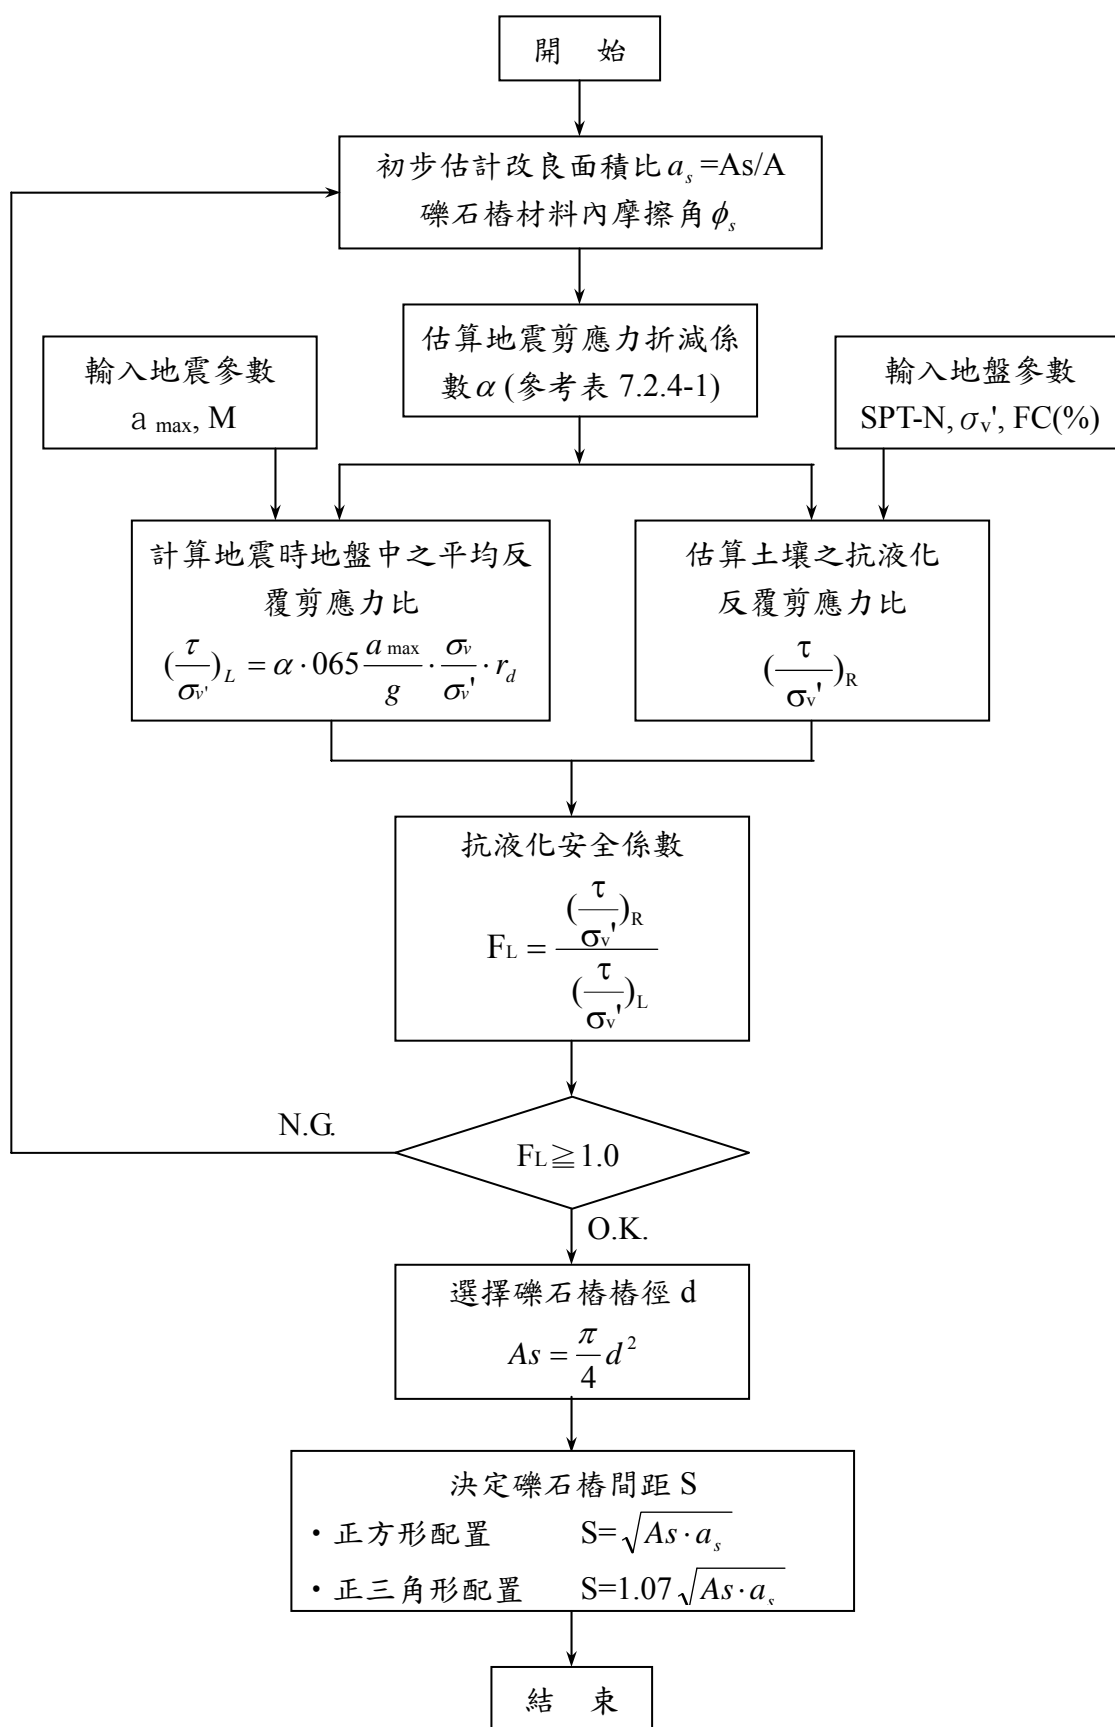 開 始
初步估計改良面積比 a_s =As/A
礫石樁材料內摩擦角 ϕ_s
估算地震剪應力折減係
數 α (參考表 7.2.4-1)
輸入地震參數
a max, M
輸入地盤參數
SPT-N, σv', FC(%)
計算地震時地盤中之平均反
覆剪應力比
(τ/σv')L = α · 065 a max/g · σv/σv' · r_d
估算土壤之抗液化
反覆剪應力比
(τ/σv')R
抗液化安全係數
FL = (τ/σv')R / (τ/σv')L
N.G.
FL≧1.0
O.K.
選擇礫石樁樁徑 d
As = π/4 d²
決定礫石樁間距 S
・正方形配置 S=√(As · a_s)
・正三角形配置 S=1.07√(As · a_s)
結 束